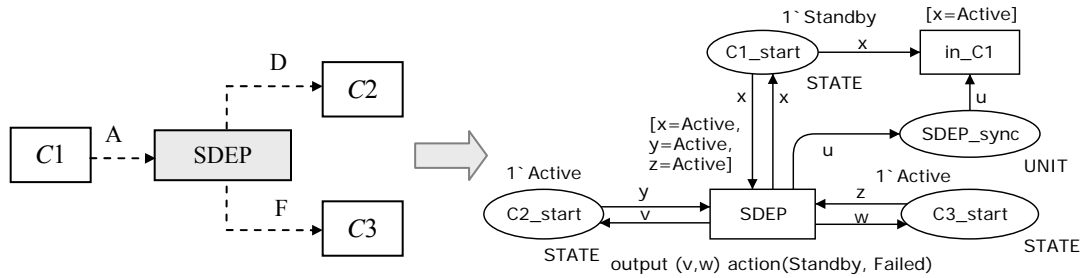 D
C2
A
C1
SDEP
F
C3
1`Standby
[x=Active]
C1_start
x
in_C1
STATE
x
x
u
[x=Active,
y=Active,
z=Active]
SDEP_sync
u
UNIT
1`Active
1`Active
C2_start
y
v
SDEP
z
w
C3_start
STATE
STATE
output (v,w) action(Standby, Failed)